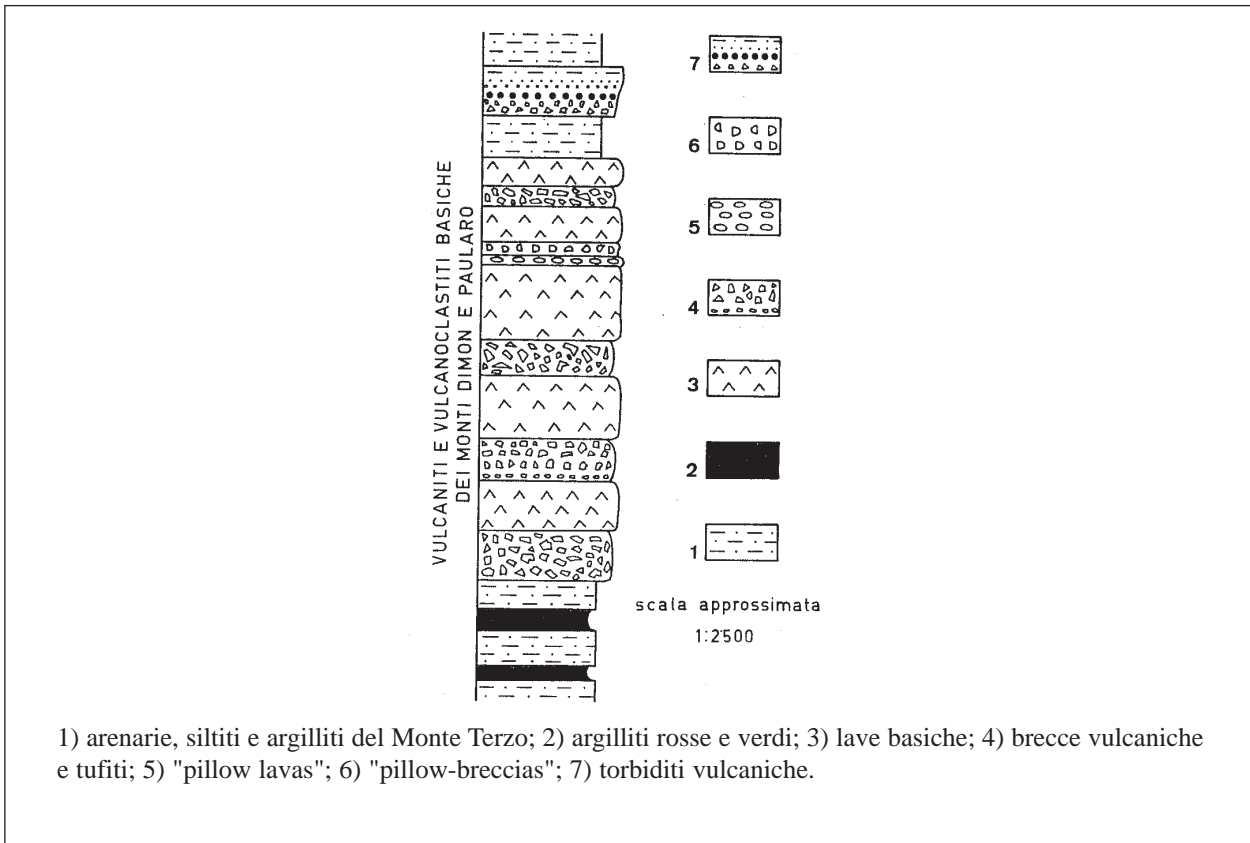 VULCANITI E VULCANOCLASTITI BASICHE
DEI MONTI DIMON E PAULARO
7
6
5
4
3
2
1
scala approssimata
1:2'500
1) arenarie, siltiti e argilliti del Monte Terzo; 2) argilliti rosse e verdi; 3) lave basiche; 4) brecce vulcaniche
e tufiti; 5) "pillow lavas"; 6) "pillow-breccias"; 7) torbiditi vulcaniche.